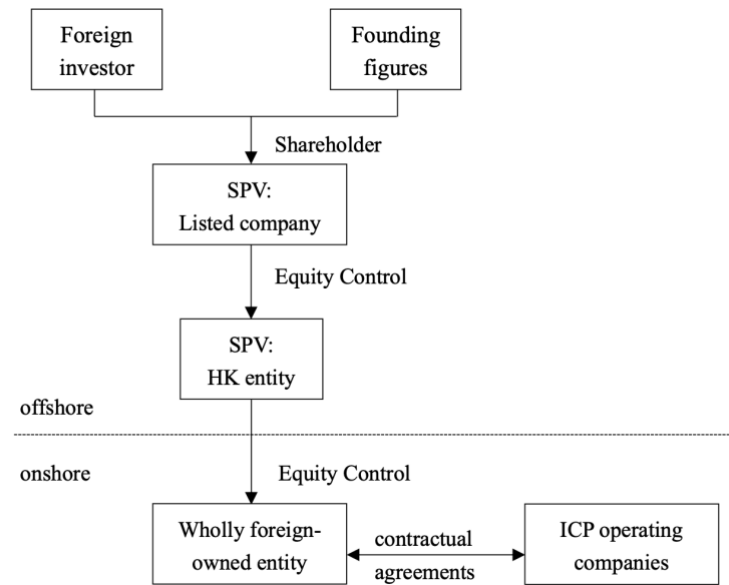 Foreign
investor
Founding
figures
Shareholder
SPV:
Listed company
Equity Control
SPV:
HK entity
offshore
onshore
Equity Control
Wholly foreign-
owned entity
contractual
agreements
ICP operating
companies